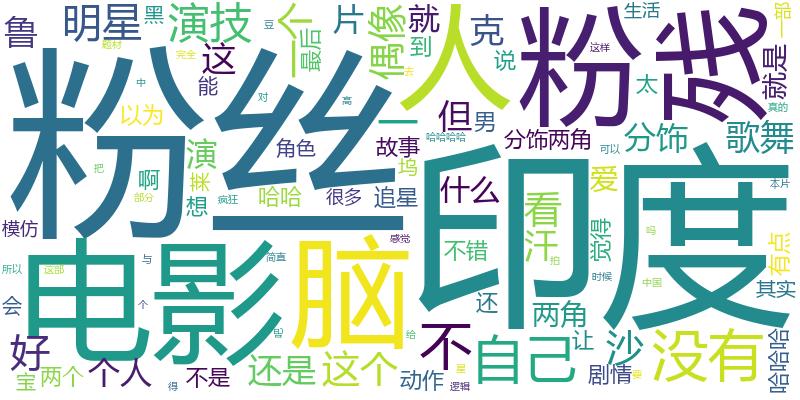 鲁
明星
黑
演技
一个
最后
片
偶像
就
到
克
说
人
粉
残
生活
一部
就是
这
能
豆
题材
完全
中
去
这样
太
真的
但
男
一
以为
对
高
哈哈哈哈
粉丝
分饰两角
分饰
歌舞
演
角色
故事
坞
可以
把
啊
来
想
部分
疯狂
哈哈
很多
追星
什么
看
爱
本片
模仿
汗
觉得
吗
有点
印度
感觉
不错
拍
所以
这部
电影
与
简直
脑
时候
中国
其实
会
个
还
两角
让
沙
给
好
不
自己
没有
哈哈哈
宝
两个
个人
得
不是
还是
这个
动作
星
逻辑
剧情